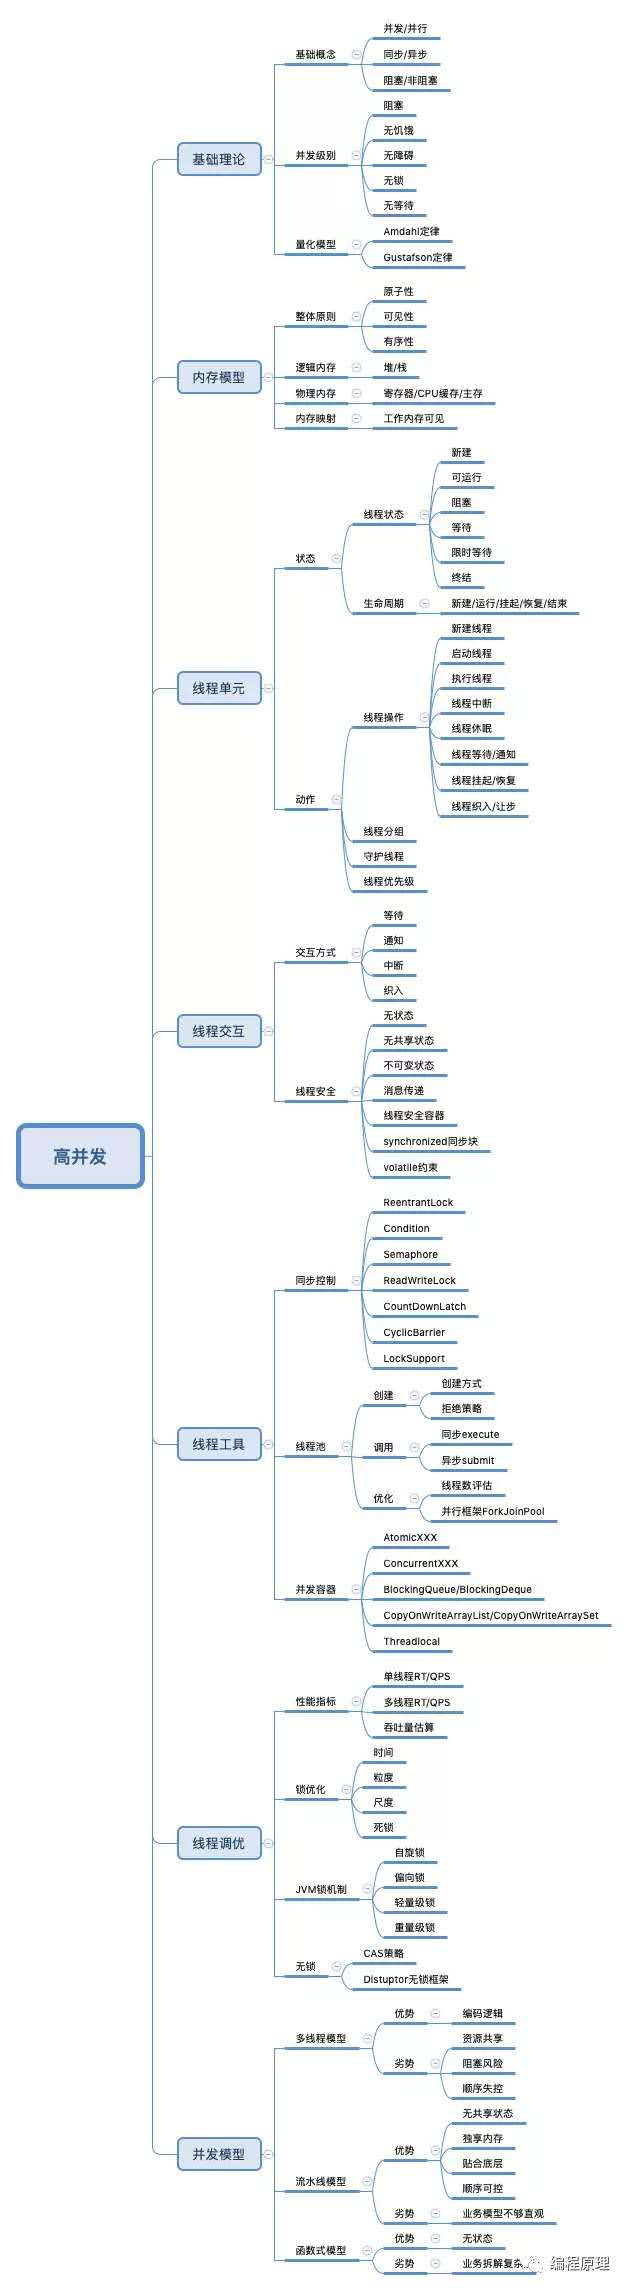 高并发
基础理论
基础概念
并发/并行
同步/异步
阻塞/非阻塞
并发级别
阻塞
无饥饿
无障碍
无锁
无等待
量化模型
Amdahl定律
Gustafson定律
内存模型
整体原则
原子性
可见性
有序性
逻辑内存
堆/栈
物理内存
寄存器/CPU缓存/主存
内存映射
工作内存可见
线程单元
状态
线程状态
新建
可运行
阻塞
等待
限时等待
终结
生命周期
新建/运行/挂起/恢复/结束
动作
线程操作
新建线程
启动线程
执行线程
线程中断
线程休眠
线程等待/通知
线程挂起/恢复
线程织入/让步
线程分组
守护线程
线程优先级
线程交互
交互方式
等待
通知
中断
织入
线程安全
无状态
无共享状态
不可变状态
消息传递
线程安全容器
synchronized同步块
volatile约束
线程工具
同步控制
ReentrantLock
Condition
Semaphore
ReadWriteLock
CountDownLatch
CyclicBarrier
LockSupport
线程池
创建
创建方式
拒绝策略
调用
同步execute
异步submit
优化
线程数评估
并行框架ForkJoinPool
并发容器
AtomicXXX
ConcurrentXXX
BlockingQueue/BlockingDeque
CopyOnWriteArrayList/CopyOnWriteArraySet
Threadlocal
线程调优
性能指标
单线程RT/QPS
多线程RT/QPS
吞吐量估算
锁优化
时间
粒度
尺度
死锁
JVM锁机制
自旋锁
偏向锁
轻量级锁
重量级锁
无锁
CAS策略
Distuptor无锁框架
并发模型
多线程模型
优势
编码逻辑
劣势
资源共享
阻塞风险
顺序失控
流水线模型
优势
无共享状态
独享内存
贴合底层
顺序可控
劣势
业务模型不够直观
函数式模型
优势
无状态
劣势
业务拆解复杂
编程原理